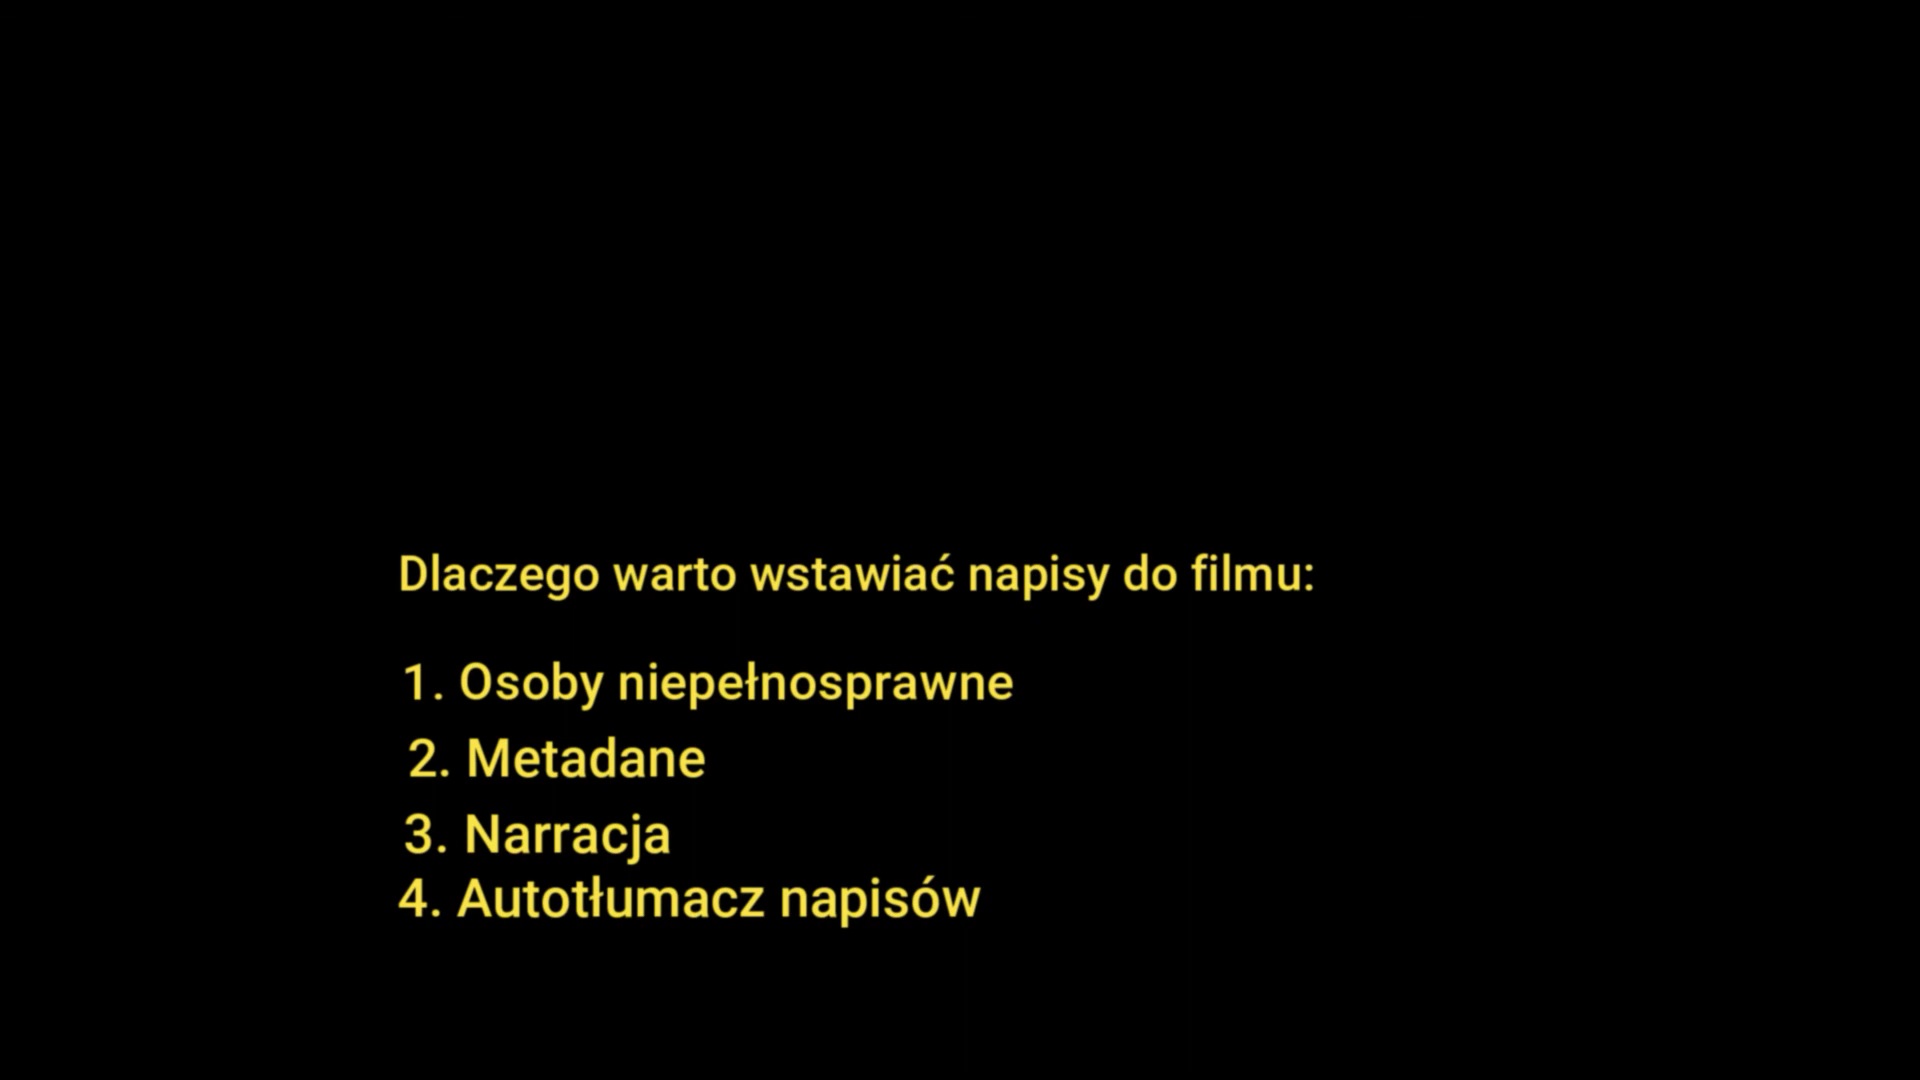 Dlaczego warto wstawiać napisy do filmu:
1. Osoby niepełnosprawne
2. Metadane
3. Narracja
4. Autotłumacz napisów